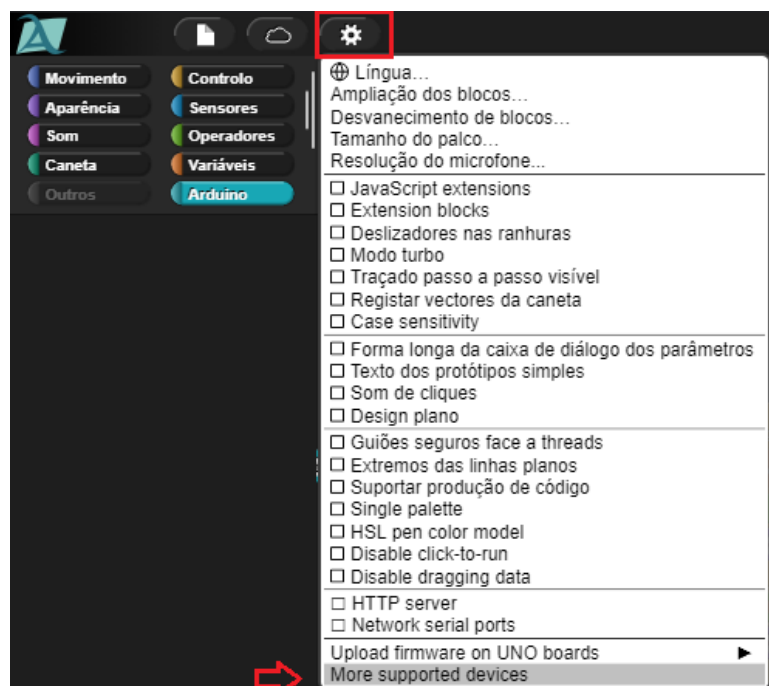 Movimento
Controlo
Aparência
Sensores
Som
Operadores
Caneta
Variáveis
Outros
Arduino
Língua...
Ampliação dos blocos...
Desvanecimento de blocos...
Tamanho do palco...
Resolução do microfone...
JavaScript extensions
Extension blocks
Deslizadores nas ranhuras
Modo turbo
Traçado passo a passo visível
Registar vectores da caneta
Case sensitivity
Forma longa da caixa de diálogo dos parâmetros
Texto dos protótipos simples
Som de cliques
Design plano
Guiões seguros face a threads
Extremos das linhas planos
Suportar produção de código
Single palette
HSL pen color model
Disable click-to-run
Disable dragging data
HTTP server
Network serial ports
Upload firmware on UNO boards
More supported devices